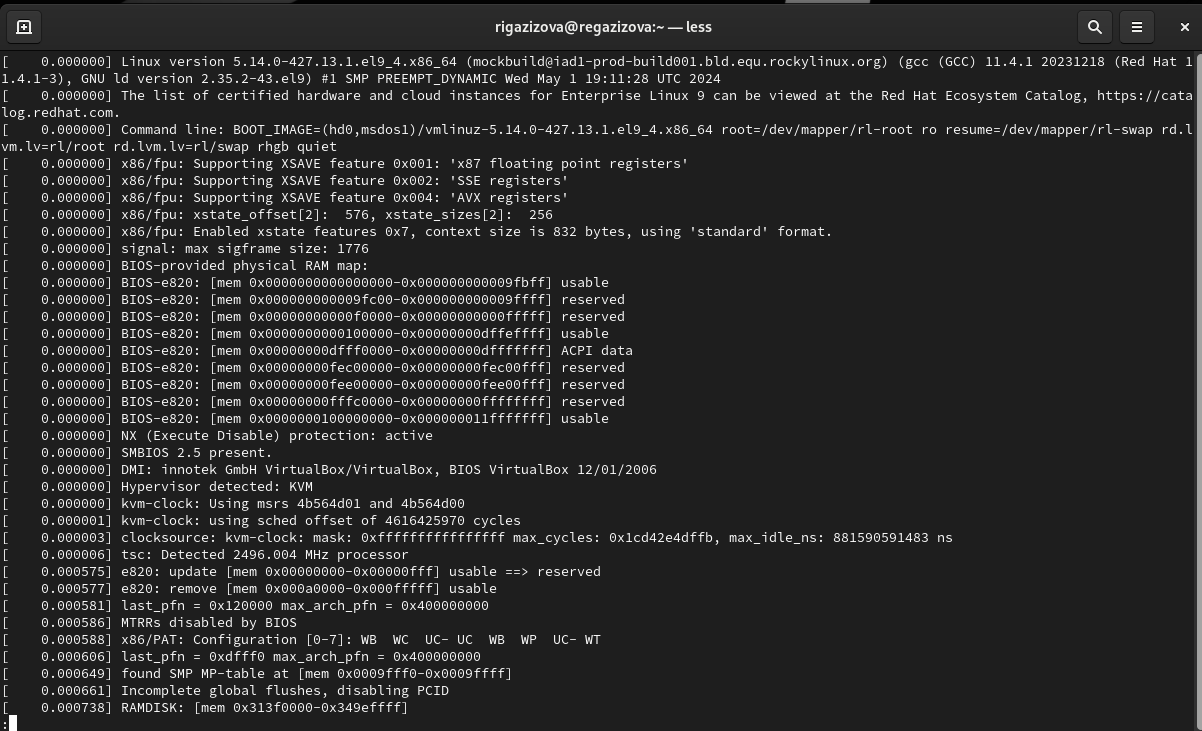 rigazizova@regazizova:~ — less
[    0.000000] Linux version 5.14.0-427.13.1.el9_4.x86_64 (mockbuild@iad1-prod-build001.bld.equ.rockylinux.org) (gcc (GCC) 11.4.1 20231218 (Red Hat 1
1.4.1-3), GNU ld version 2.35.2-43.el9) #1 SMP PREEMPT_DYNAMIC Wed May 1 19:11:28 UTC 2024
[    0.000000] The list of certified hardware and cloud instances for Enterprise Linux 9 can be viewed at the Red Hat Ecosystem Catalog, https://cata
log.redhat.com.
[    0.000000] Command line: BOOT_IMAGE=(hd0,msdos1)/vmlinuz-5.14.0-427.13.1.el9_4.x86_64 root=/dev/mapper/rl-root ro resume=/dev/mapper/rl-swap rd.l
vm.lv=rl/root rd.lvm.lv=rl/swap rhgb quiet
[    0.000000] x86/fpu: Supporting XSAVE feature 0x001: 'x87 floating point registers'
[    0.000000] x86/fpu: Supporting XSAVE feature 0x002: 'SSE registers'
[    0.000000] x86/fpu: Supporting XSAVE feature 0x004: 'AVX registers'
[    0.000000] x86/fpu: xstate_offset[2]:  576, xstate_sizes[2]:  256
[    0.000000] x86/fpu: Enabled xstate features 0x7, context size is 832 bytes, using 'standard' format.
[    0.000000] signal: max sigframe size: 1776
[    0.000000] BIOS-provided physical RAM map:
[    0.000000] BIOS-e820: [mem 0x0000000000000000-0x000000000009fbff] usable
[    0.000000] BIOS-e820: [mem 0x000000000009fc00-0x000000000009ffff] reserved
[    0.000000] BIOS-e820: [mem 0x00000000000f0000-0x00000000000fffff] reserved
[    0.000000] BIOS-e820: [mem 0x0000000000100000-0x00000000dffeffff] usable
[    0.000000] BIOS-e820: [mem 0x00000000dfff0000-0x00000000dfffffff] ACPI data
[    0.000000] BIOS-e820: [mem 0x00000000fec00000-0x00000000fec00fff] reserved
[    0.000000] BIOS-e820: [mem 0x00000000fee00000-0x00000000fee00fff] reserved
[    0.000000] BIOS-e820: [mem 0x00000000fffc0000-0x00000000ffffffff] reserved
[    0.000000] BIOS-e820: [mem 0x0000000100000000-0x000000011fffffff] usable
[    0.000000] NX (Execute Disable) protection: active
[    0.000000] SMBIOS 2.5 present.
[    0.000000] DMI: innotek GmbH VirtualBox/VirtualBox, BIOS VirtualBox 12/01/2006
[    0.000000] Hypervisor detected: KVM
[    0.000000] kvm-clock: Using msrs 4b564d01 and 4b564d00
[    0.000001] kvm-clock: using sched offset of 4616425970 cycles
[    0.000003] clocksource: kvm-clock: mask: 0xffffffffffffffff max_cycles: 0x1cd42e4dffb, max_idle_ns: 881590591483 ns
[    0.000006] tsc: Detected 2496.004 MHz processor
[    0.000575] e820: update [mem 0x00000000-0x00000fff] usable ==> reserved
[    0.000577] e820: remove [mem 0x000a0000-0x000fffff] usable
[    0.000581] last_pfn = 0x120000 max_arch_pfn = 0x400000000
[    0.000586] MTRRs disabled by BIOS
[    0.000588] x86/PAT: Configuration [0-7]: WB  WC  UC- UC  WB  WP  UC- WT
[    0.000606] last_pfn = 0xdfff0 max_arch_pfn = 0x400000000
[    0.000649] found SMP MP-table at [mem 0x0009fff0-0x0009ffff]
[    0.000661] Incomplete global flushes, disabling PCID
[    0.000738] RAMDISK: [mem 0x313f0000-0x349effff]
: